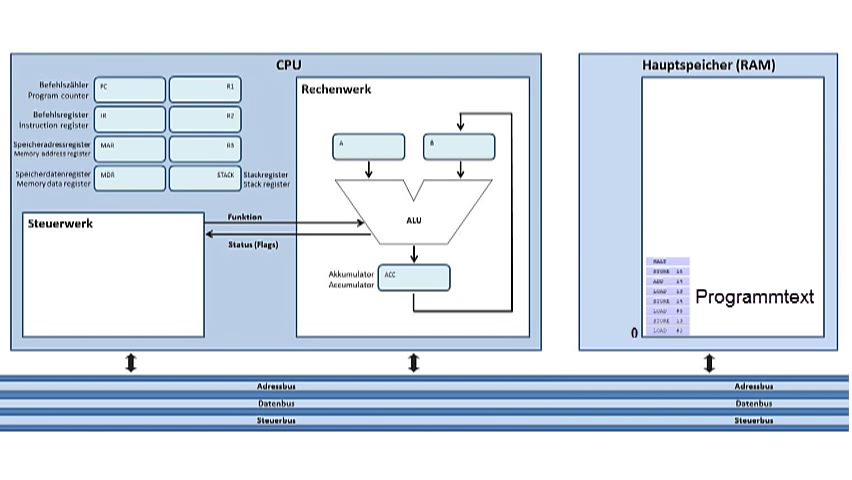 CPU
Befehlszähler
Program counter
PC
R1
Befehlsregister
Instruction register
IR
R2
Speicheradressregister
Memory address register
MAR
R3
Speicherdatenregister
Memory data register
MDR
STACK
Stackregister
Stack register
Steuerwerk
Funktion
Status (Flags)
Rechenwerk
A
B
ALU
Akkumulator
Accumulator
ACC
Hauptspeicher (RAM)
HALT
STORE
ADD
LOAD
STORE
LOAD
STORE
LOAD
Programmtext
0
Adressbus
Adressbus
Datenbus
Datenbus
Steuerbus
Steuerbus